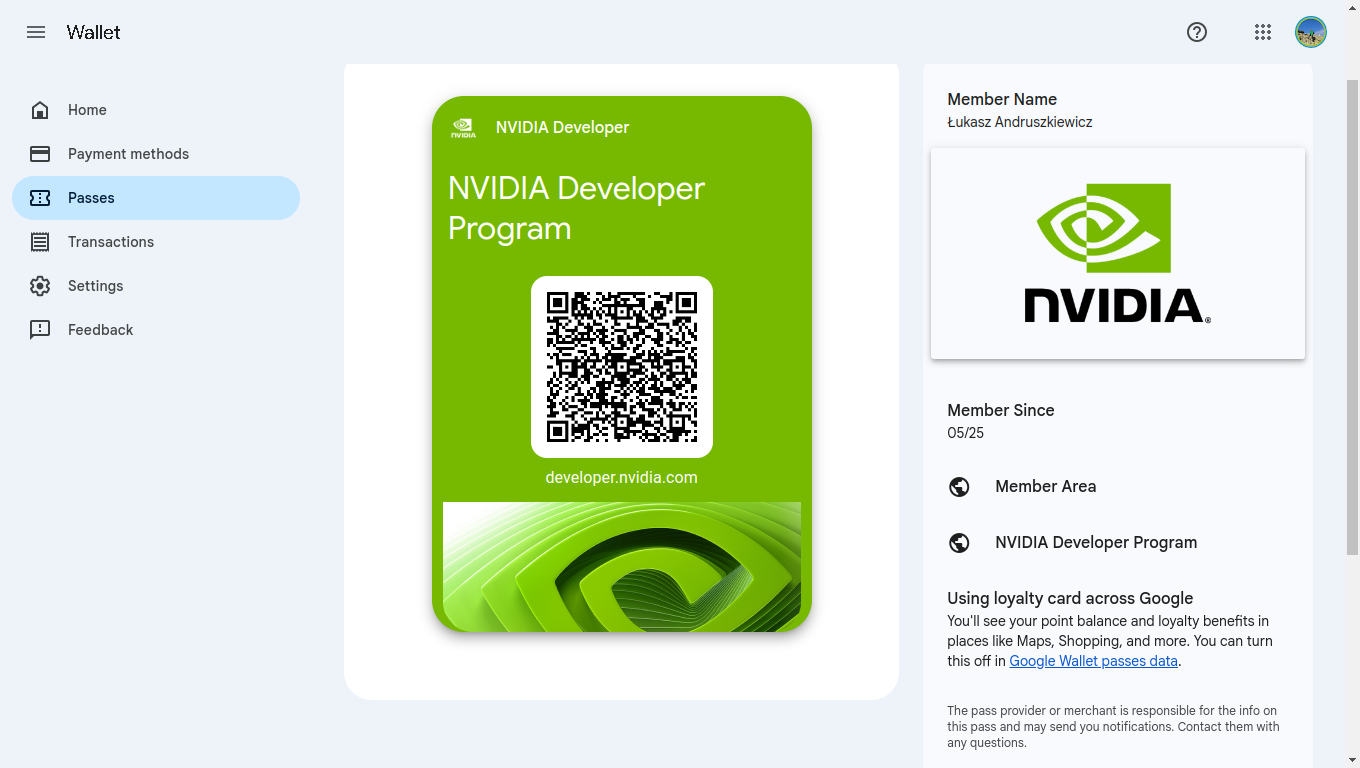 Wallet
Home
Payment methods
Passes
Transactions
Settings
Feedback
NVIDIA
NVIDIA Developer
NVIDIA Developer
Program
developer.nvidia.com
Member Name
Łukasz Andruszkiewicz
NVIDIA®
Member Since
05/25
Member Area
NVIDIA Developer Program
Using loyalty card across Google
You'll see your point balance and loyalty benefits in
places like Maps, Shopping, and more. You can turn
this off in Google Wallet passes data.
The pass provider or merchant is responsible for the info on
this pass and may send you notifications. Contact them with
any questions.